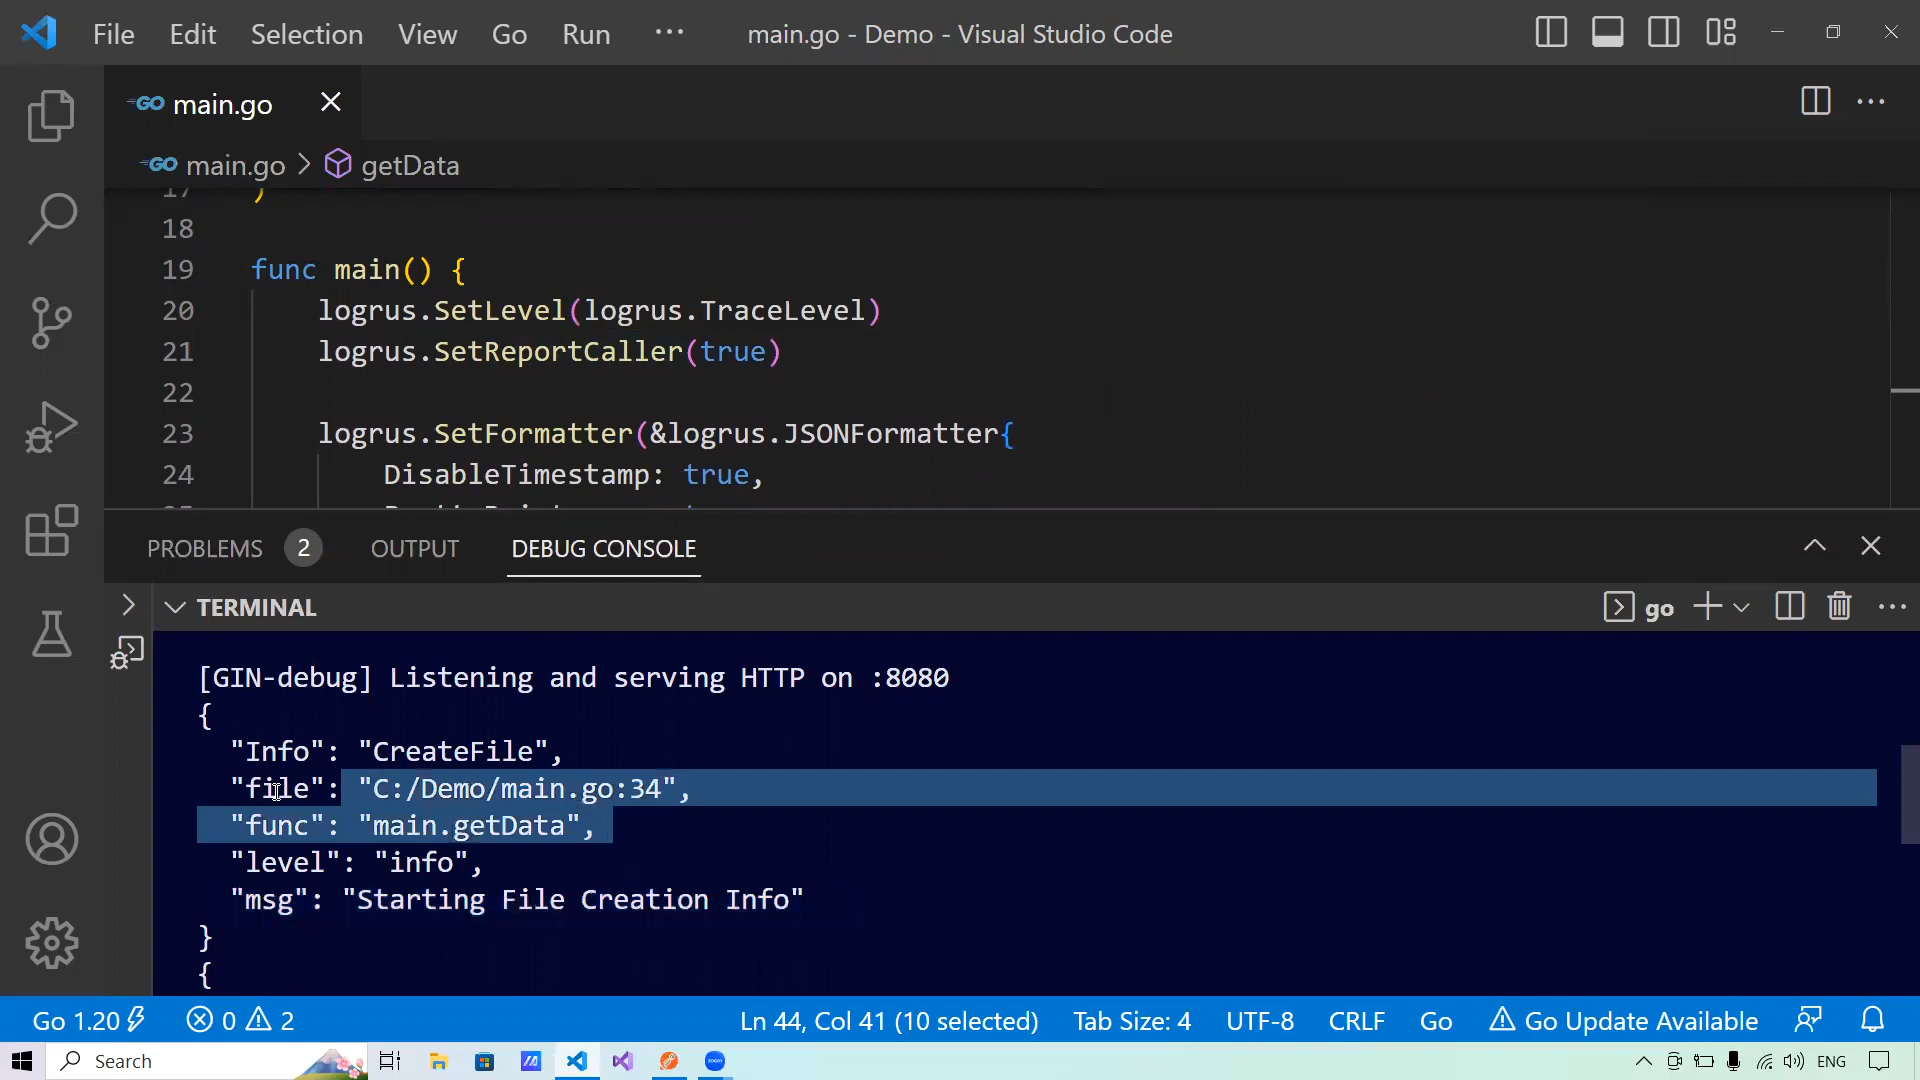 File Edit Selection View Go Run ··· main.go - Demo - Visual Studio Code
GO main.go
GO main.go > getData
17 )
18
19 func main() {
20 logrus.SetLevel(logrus.TraceLevel)
21 logrus.SetReportCaller(true)
22
23 logrus.SetFormatter(&logrus.JSONFormatter{
24 DisableTimestamp: true,
PROBLEMS 2 OUTPUT DEBUG CONSOLE
TERMINAL go
[GIN-debug] Listening and serving HTTP on :8080
{
"Info": "CreateFile",
"file": "C:/Demo/main.go:34",
"func": "main.getData",
"level": "info",
"msg": "Starting File Creation Info"
}
{
Go 1.20 0 2 Ln 44, Col 41 (10 selected) Tab Size: 4 UTF-8 CRLF Go Go Update Available
Search zoom ENG